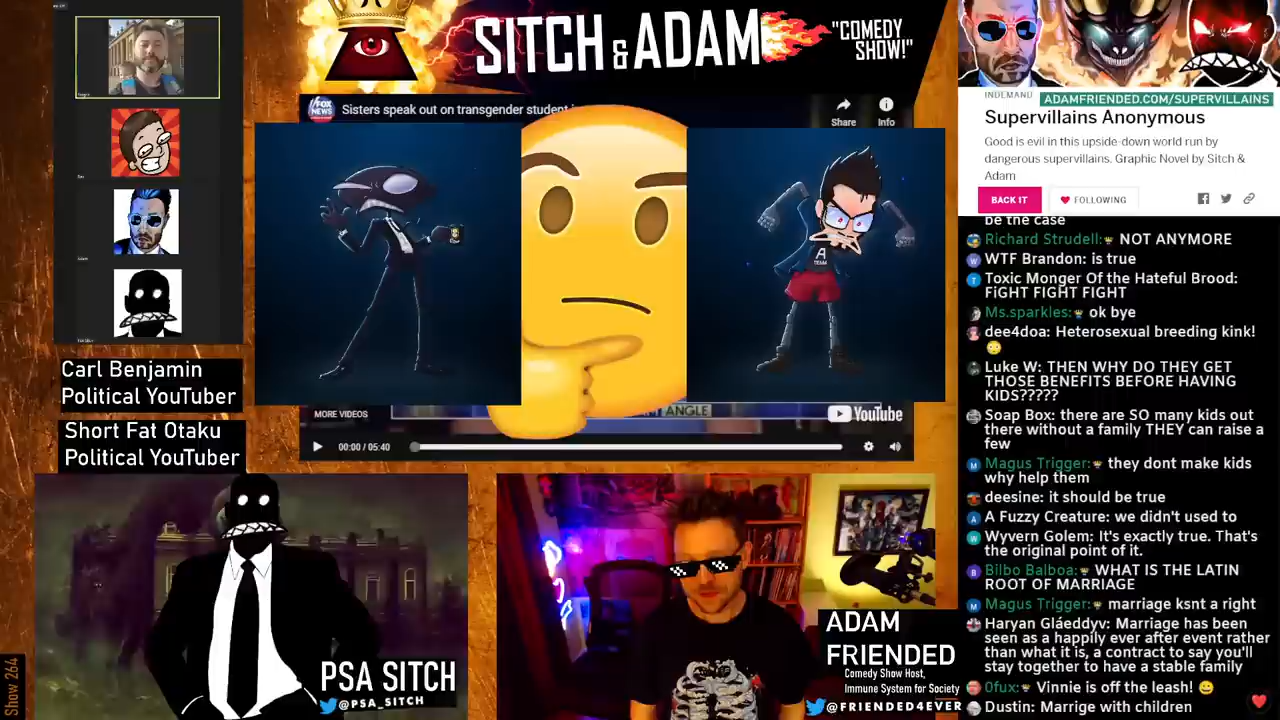 SITCH & ADAM
"COMEDY
SHOW!"
FOX
NEWS
Sisters speak out on transgender student i
Share
Info
A
TEAM
MORE VIDEOS
ANGLE
YouTube
00:00 / 05:40
Carl Benjamin
Political YouTuber
Short Fat Otaku
Political YouTuber
PSA SITCH
@PSA_SITCH
ADAM
FRIENDED
Comedy Show Host,
Immune System for Society
@FRIENDED4EVER
Show 264
INDEMAND
ADAMFRIENDED.COM/SUPERVILLAINS
Supervillains Anonymous
Good is evil in this upside-down world run by
dangerous supervillains. Graphic Novel by Sitch &
Adam
BACK IT
FOLLOWING
be the case
Richard Strudell: NOT ANYMORE
WTF Brandon: is true
Toxic Monger Of the Hateful Brood:
FiGHT FIGHT FIGHT
Ms.sparkles: ok bye
dee4doa: Heterosexual breeding kink!
Luke W: THEN WHY DO THEY GET
THOSE BENEFITS BEFORE HAVING
KIDS?????
Soap Box: there are SO many kids out
there without a family THEY can raise a
few
Magus Trigger: they dont make kids
why help them
deesine: it should be true
A Fuzzy Creature: we didn't used to
Wyvern Golem: It's exactly true. That's
the original point of it.
Bilbo Balboa: WHAT IS THE LATIN
ROOT OF MARRIAGE
Magus Trigger: marriage ksnt a right
Haryan Gláeddyv: Marriage has been
seen as a happily ever after event rather
than what it is, a contract to say you'll
stay together to have a stable family
0fux: Vinnie is off the leash!
Dustin: Marrige with children